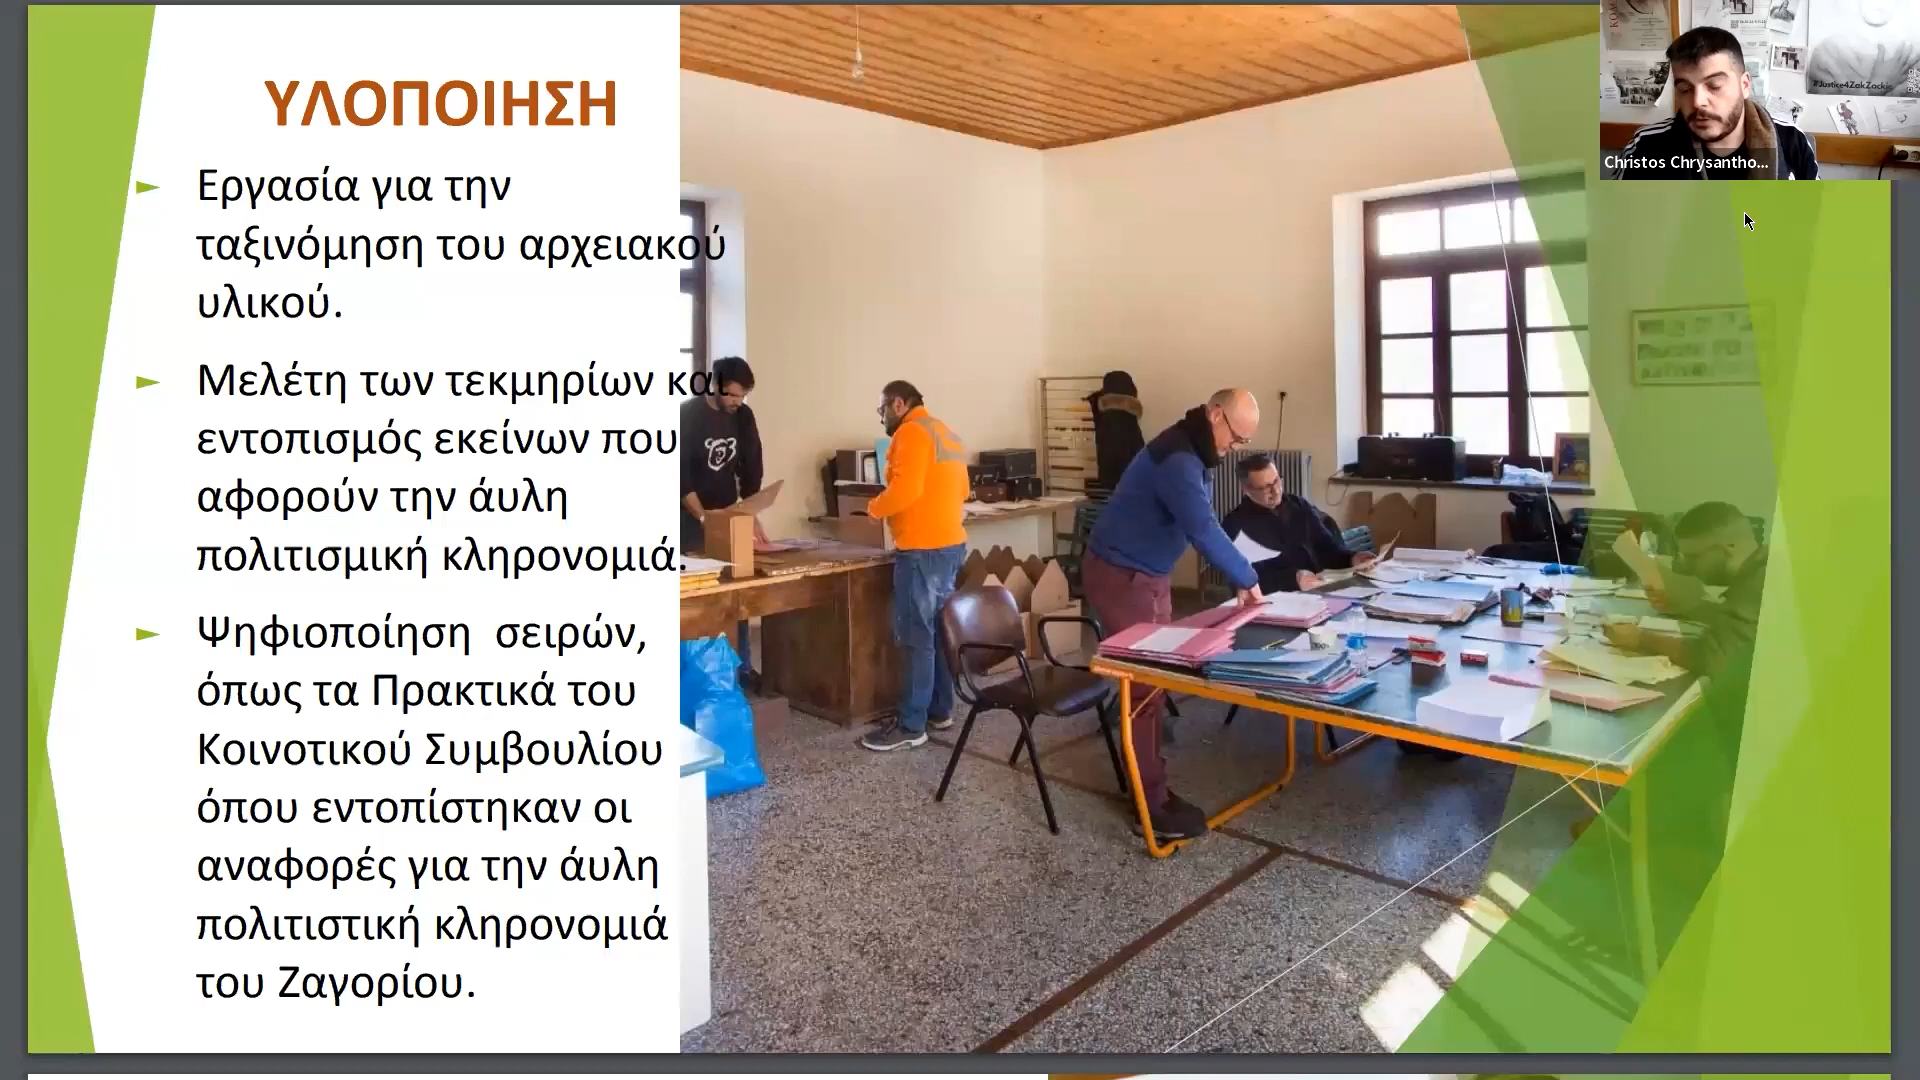 ΥΛΟΠΟΙΗΣΗ
Εργασία για την
ταξινόμηση του αρχειακού
υλικού.
Μελέτη των τεκμηρίων και
εντοπισμός εκείνων που
αφορούν την άυλη
πολιτισμική κληρονομιά.
Ψηφιοποίηση σειρών,
όπως τα Πρακτικά του
Κοινοτικού Συμβουλίου
όπου εντοπίστηκαν οι
αναφορές για την άυλη
πολιτιστική κληρονομιά
του Ζαγορίου.
#Justice4ZakZackie
Christos Chrysantho...